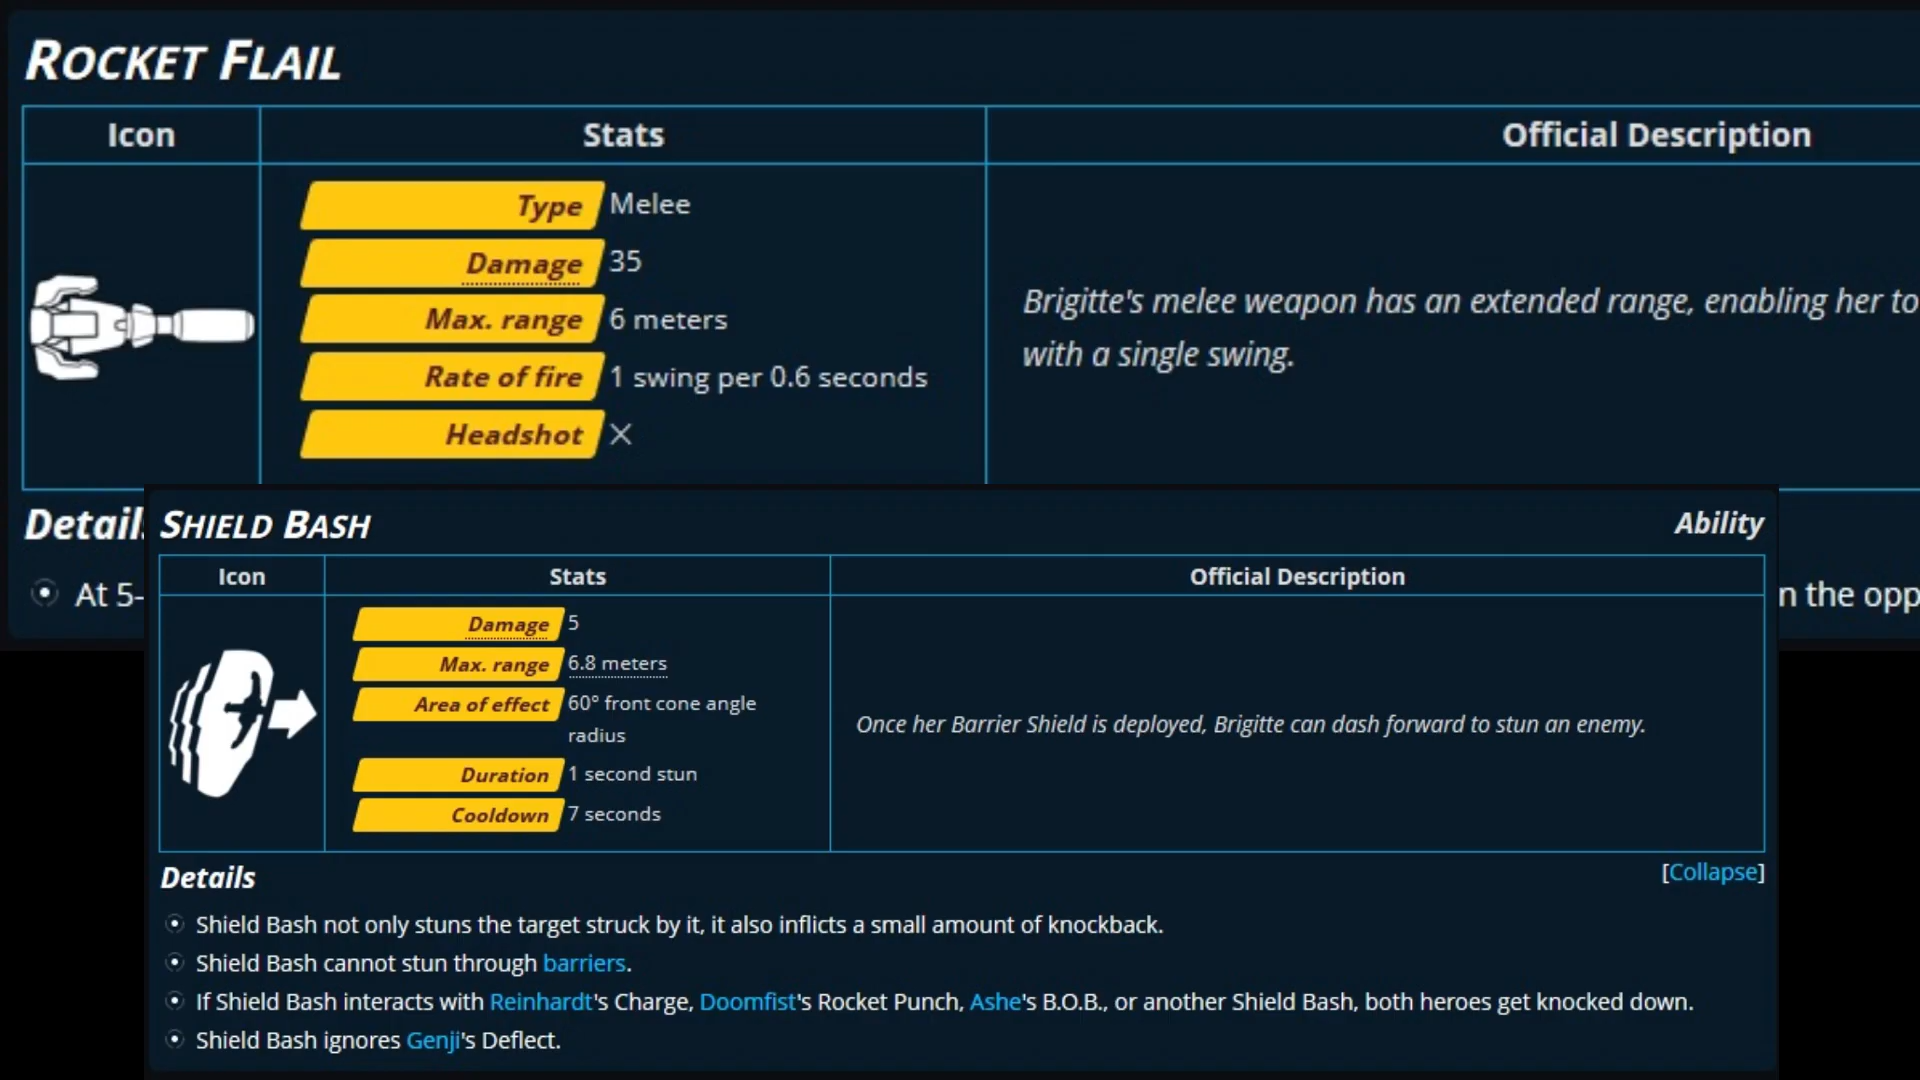 ROCKET FLAIL
Icon Stats Official Description
Type Melee
Damage 35
Max. range 6 meters
Rate of fire 1 swing per 0.6 seconds
Headshot ×
Brigitte's melee weapon has an extended range, enabling her to
with a single swing.
Details
At 5-
n the opp
SHIELD BASH Ability
Icon Stats Official Description
Damage 5
Max. range 6.8 meters
Area of effect 60° front cone angle
radius
Duration 1 second stun
Cooldown 7 seconds
Once her Barrier Shield is deployed, Brigitte can dash forward to stun an enemy.
Details [Collapse]
Shield Bash not only stuns the target struck by it, it also inflicts a small amount of knockback.
Shield Bash cannot stun through barriers.
If Shield Bash interacts with Reinhardt's Charge, Doomfist's Rocket Punch, Ashe's B.O.B., or another Shield Bash, both heroes get knocked down.
Shield Bash ignores Genji's Deflect.